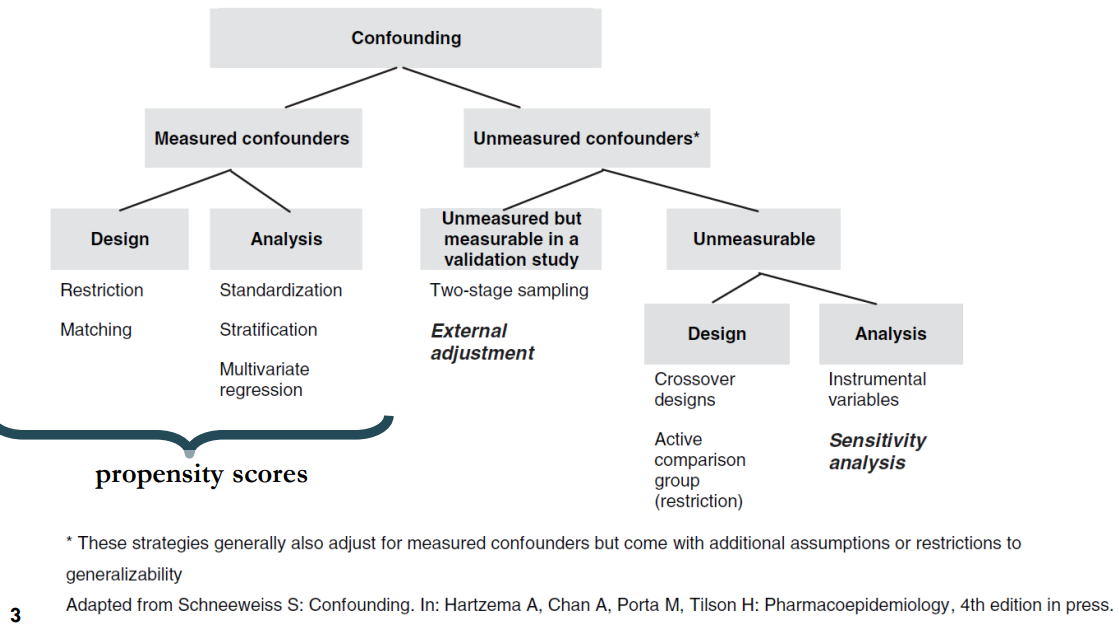 Confounding
Measured confounders
Unmeasured confounders*
Design
Analysis
Unmeasured but
measurable in a
validation study
Unmeasurable
Restriction
Matching
Standardization
Stratification
Multivariate
regression
Two-stage sampling
External
adjustment
Design
Analysis
Crossover
designs
Active
comparison
group
(restriction)
Instrumental
variables
Sensitivity
analysis
propensity scores
* These strategies generally also adjust for measured confounders but come with additional assumptions or restrictions to
generalizability
Adapted from Schneeweiss S: Confounding. In: Hartzema A, Chan A, Porta M, Tilson H: Pharmacoepidemiology, 4th edition in press.
3